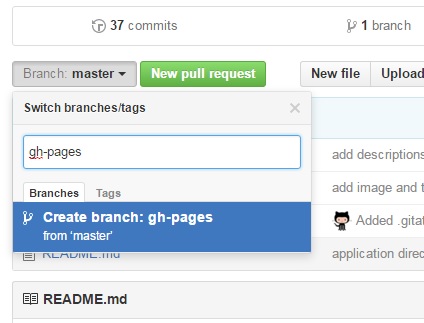 37 commits
1 branch
Branch: master
New pull request
New file
Upload
Switch branches/tags
gh-pages
add descriptions
Branches
Tags
add image and t
Create branch: gh-pages
from 'master'
Added .gitat
README.md
application direc
README.md